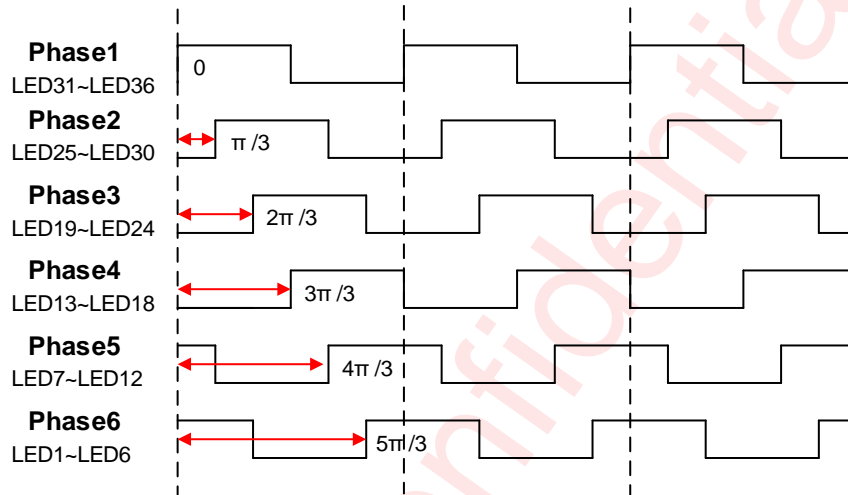 Phase1
LED31~LED36
0
Phase2
LED25~LED30
π /3
Phase3
LED19~LED24
2π /3
Phase4
LED13~LED18
3π /3
Phase5
LED7~LED12
4π /3
Phase6
LED1~LED6
5π /3
nfidentia